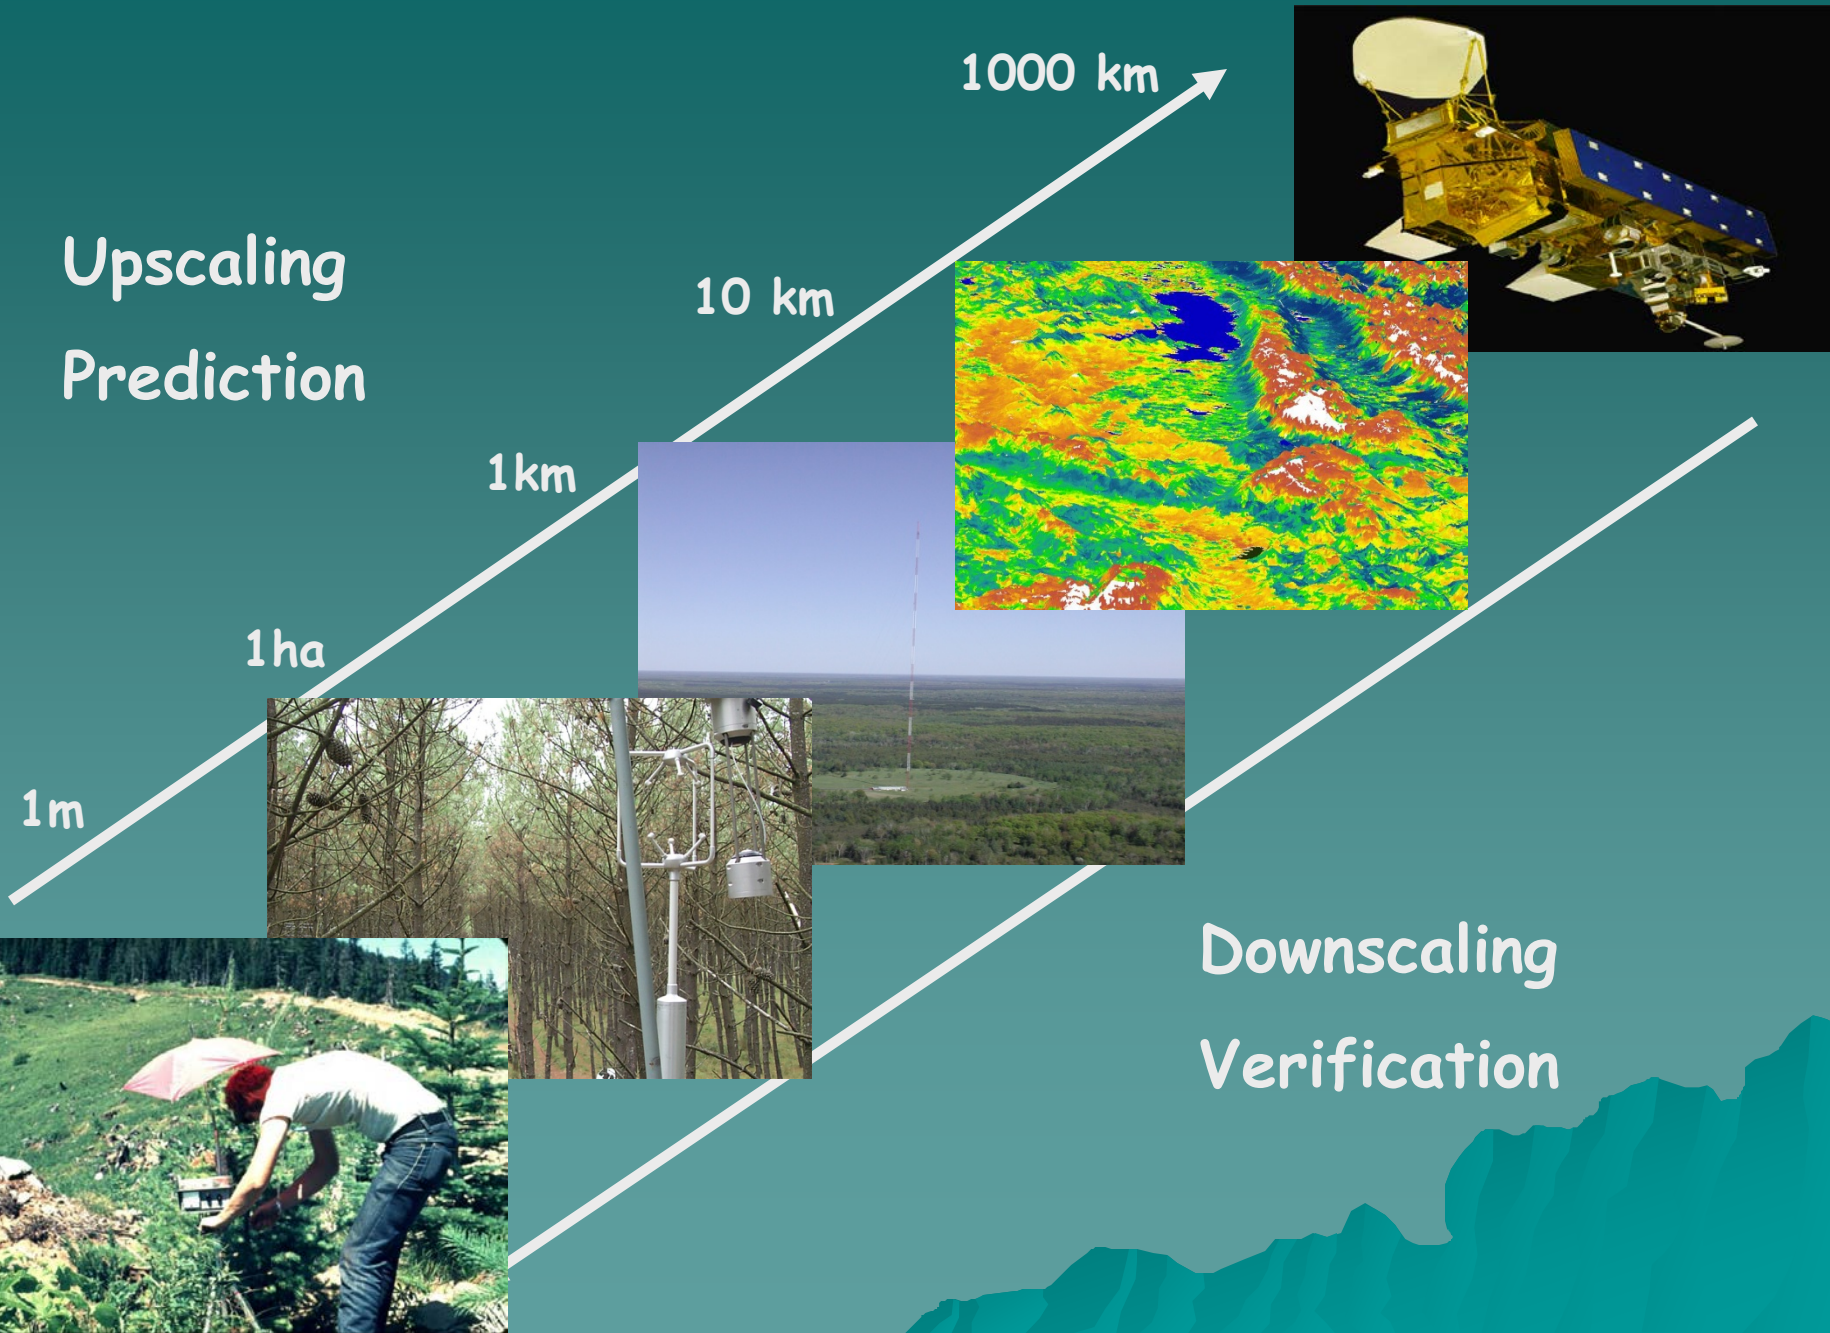 1000 km
Upscaling
Prediction
10 km
1km
1ha
1m
Downscaling
Verification